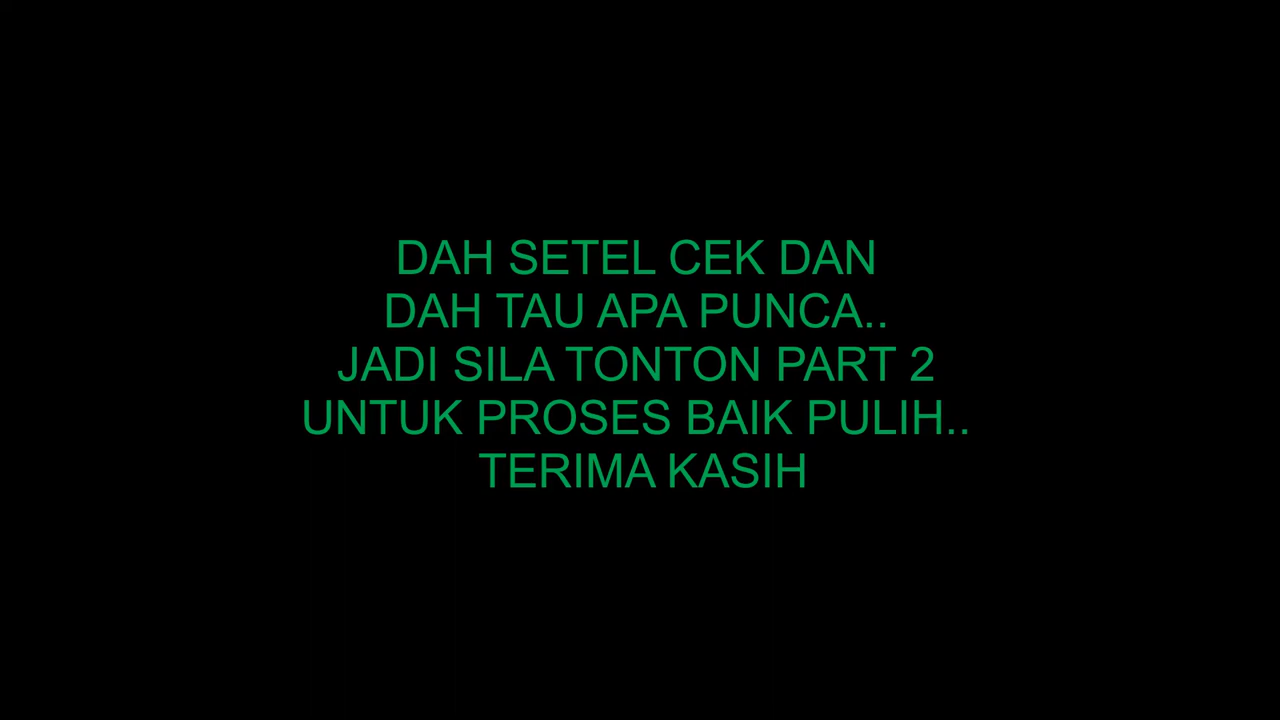 DAH SETEL CEK DAN
DAH TAU APA PUNCA..
JADI SILA TONTON PART 2
UNTUK PROSES BAIK PULIH..
TERIMA KASIH